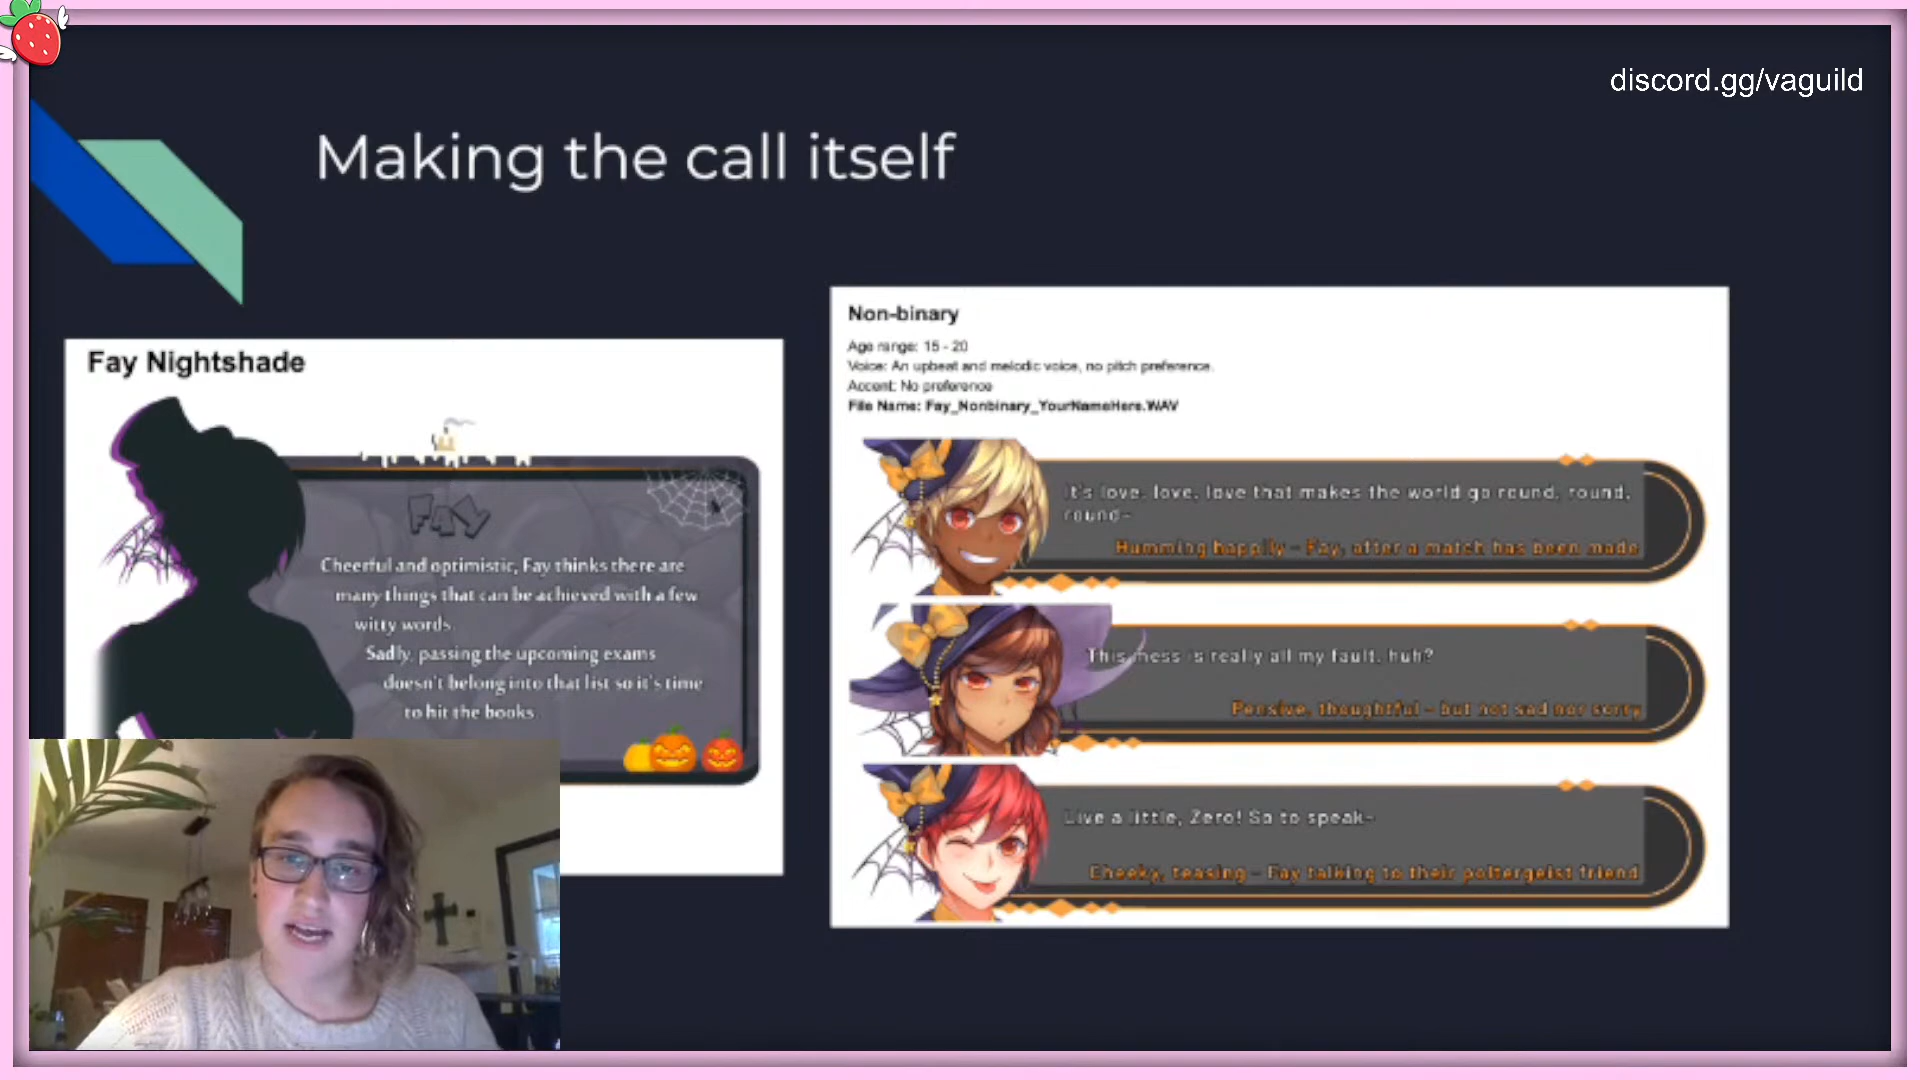 discord.gg/vaguild
Making the call itself
Fay Nightshade
FAY
Cheerful and optimistic, Fay thinks there are
many things that can be achieved with a few
witty words.
Sadly, passing the upcoming exams
doesn't belong into that list so it's time
to hit the books
Non-binary
Age range: 15 - 20
Voice: An upbeat and melodic voice, no pitch preference.
Accent: No preference
File Name: Fay_Nonbinary_YourNameHere.WAV
It's love, love, love that makes the world go round, round,
round~
Humming happily - Fay, after a match has been made
This mess is really all my fault, huh?
Pensive, thoughtful - but not sad nor sorry
Live a little, Zero! So to speak~
Cheeky, teasing - Fay talking to their poltergeist friend